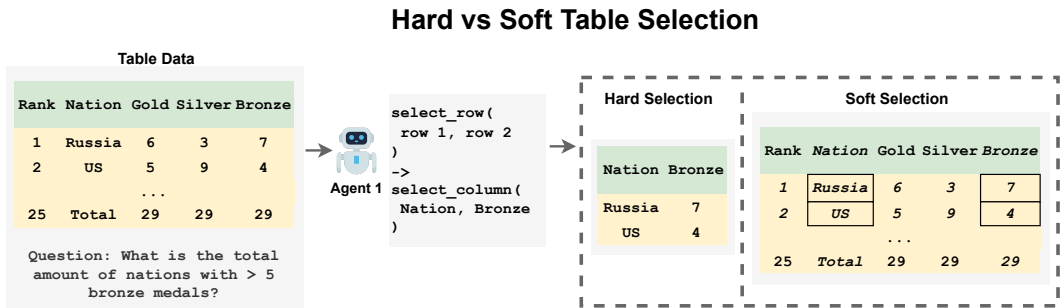 Hard vs Soft Table Selection
Table Data
Rank Nation Gold Silver Bronze
1 Russia 6 3 7
2 US 5 9 4
...
25 Total 29 29 29
Question: What is the total
amount of nations with > 5
bronze medals?
Agent 1
select_row(
row 1, row 2
)
->
select_column(
Nation, Bronze
)
Hard Selection
Nation Bronze
Russia 7
US 4
Soft Selection
Rank Nation Gold Silver Bronze
1 Russia 6 3 7
2 US 5 9 4
...
25 Total 29 29 29